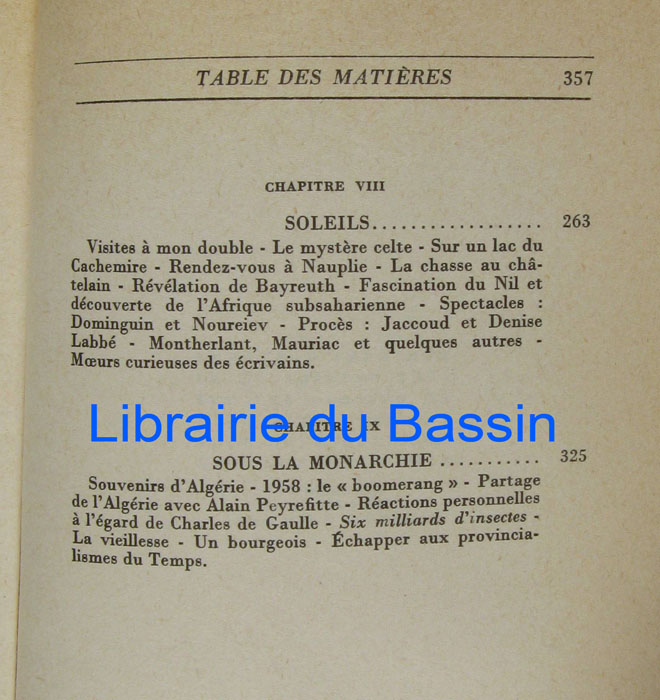 TABLE DES MATIÈRES 357
CHAPITRE VIII
SOLEILS.................. 263
Visites à mon double - Le mystère celte - Sur un lac du
Cachemire - Rendez-vous à Nauplie - La chasse au châ-
telain - Révélation de Bayreuth - Fascination du Nil et
découverte de l'Afrique subsaharienne - Spectacles :
Dominguin et Noureiev - Procès : Jaccoud et Denise
Labbé - Montherlant, Mauriac et quelques autres -
Mœurs curieuses des écrivains.
Librairie du Bassin
CHAPITRE IX
SOUS LA MONARCHIE ........... 325
Souvenirs d'Algérie - 1958 : le « boomerang » - Partage
de l'Algérie avec Alain Peyrefitte - Réactions personnelles
à l'égard de Charles de Gaulle - Six milliards d'insectes -
La vieillesse - Un bourgeois - Échapper aux provincia-
lismes du Temps.